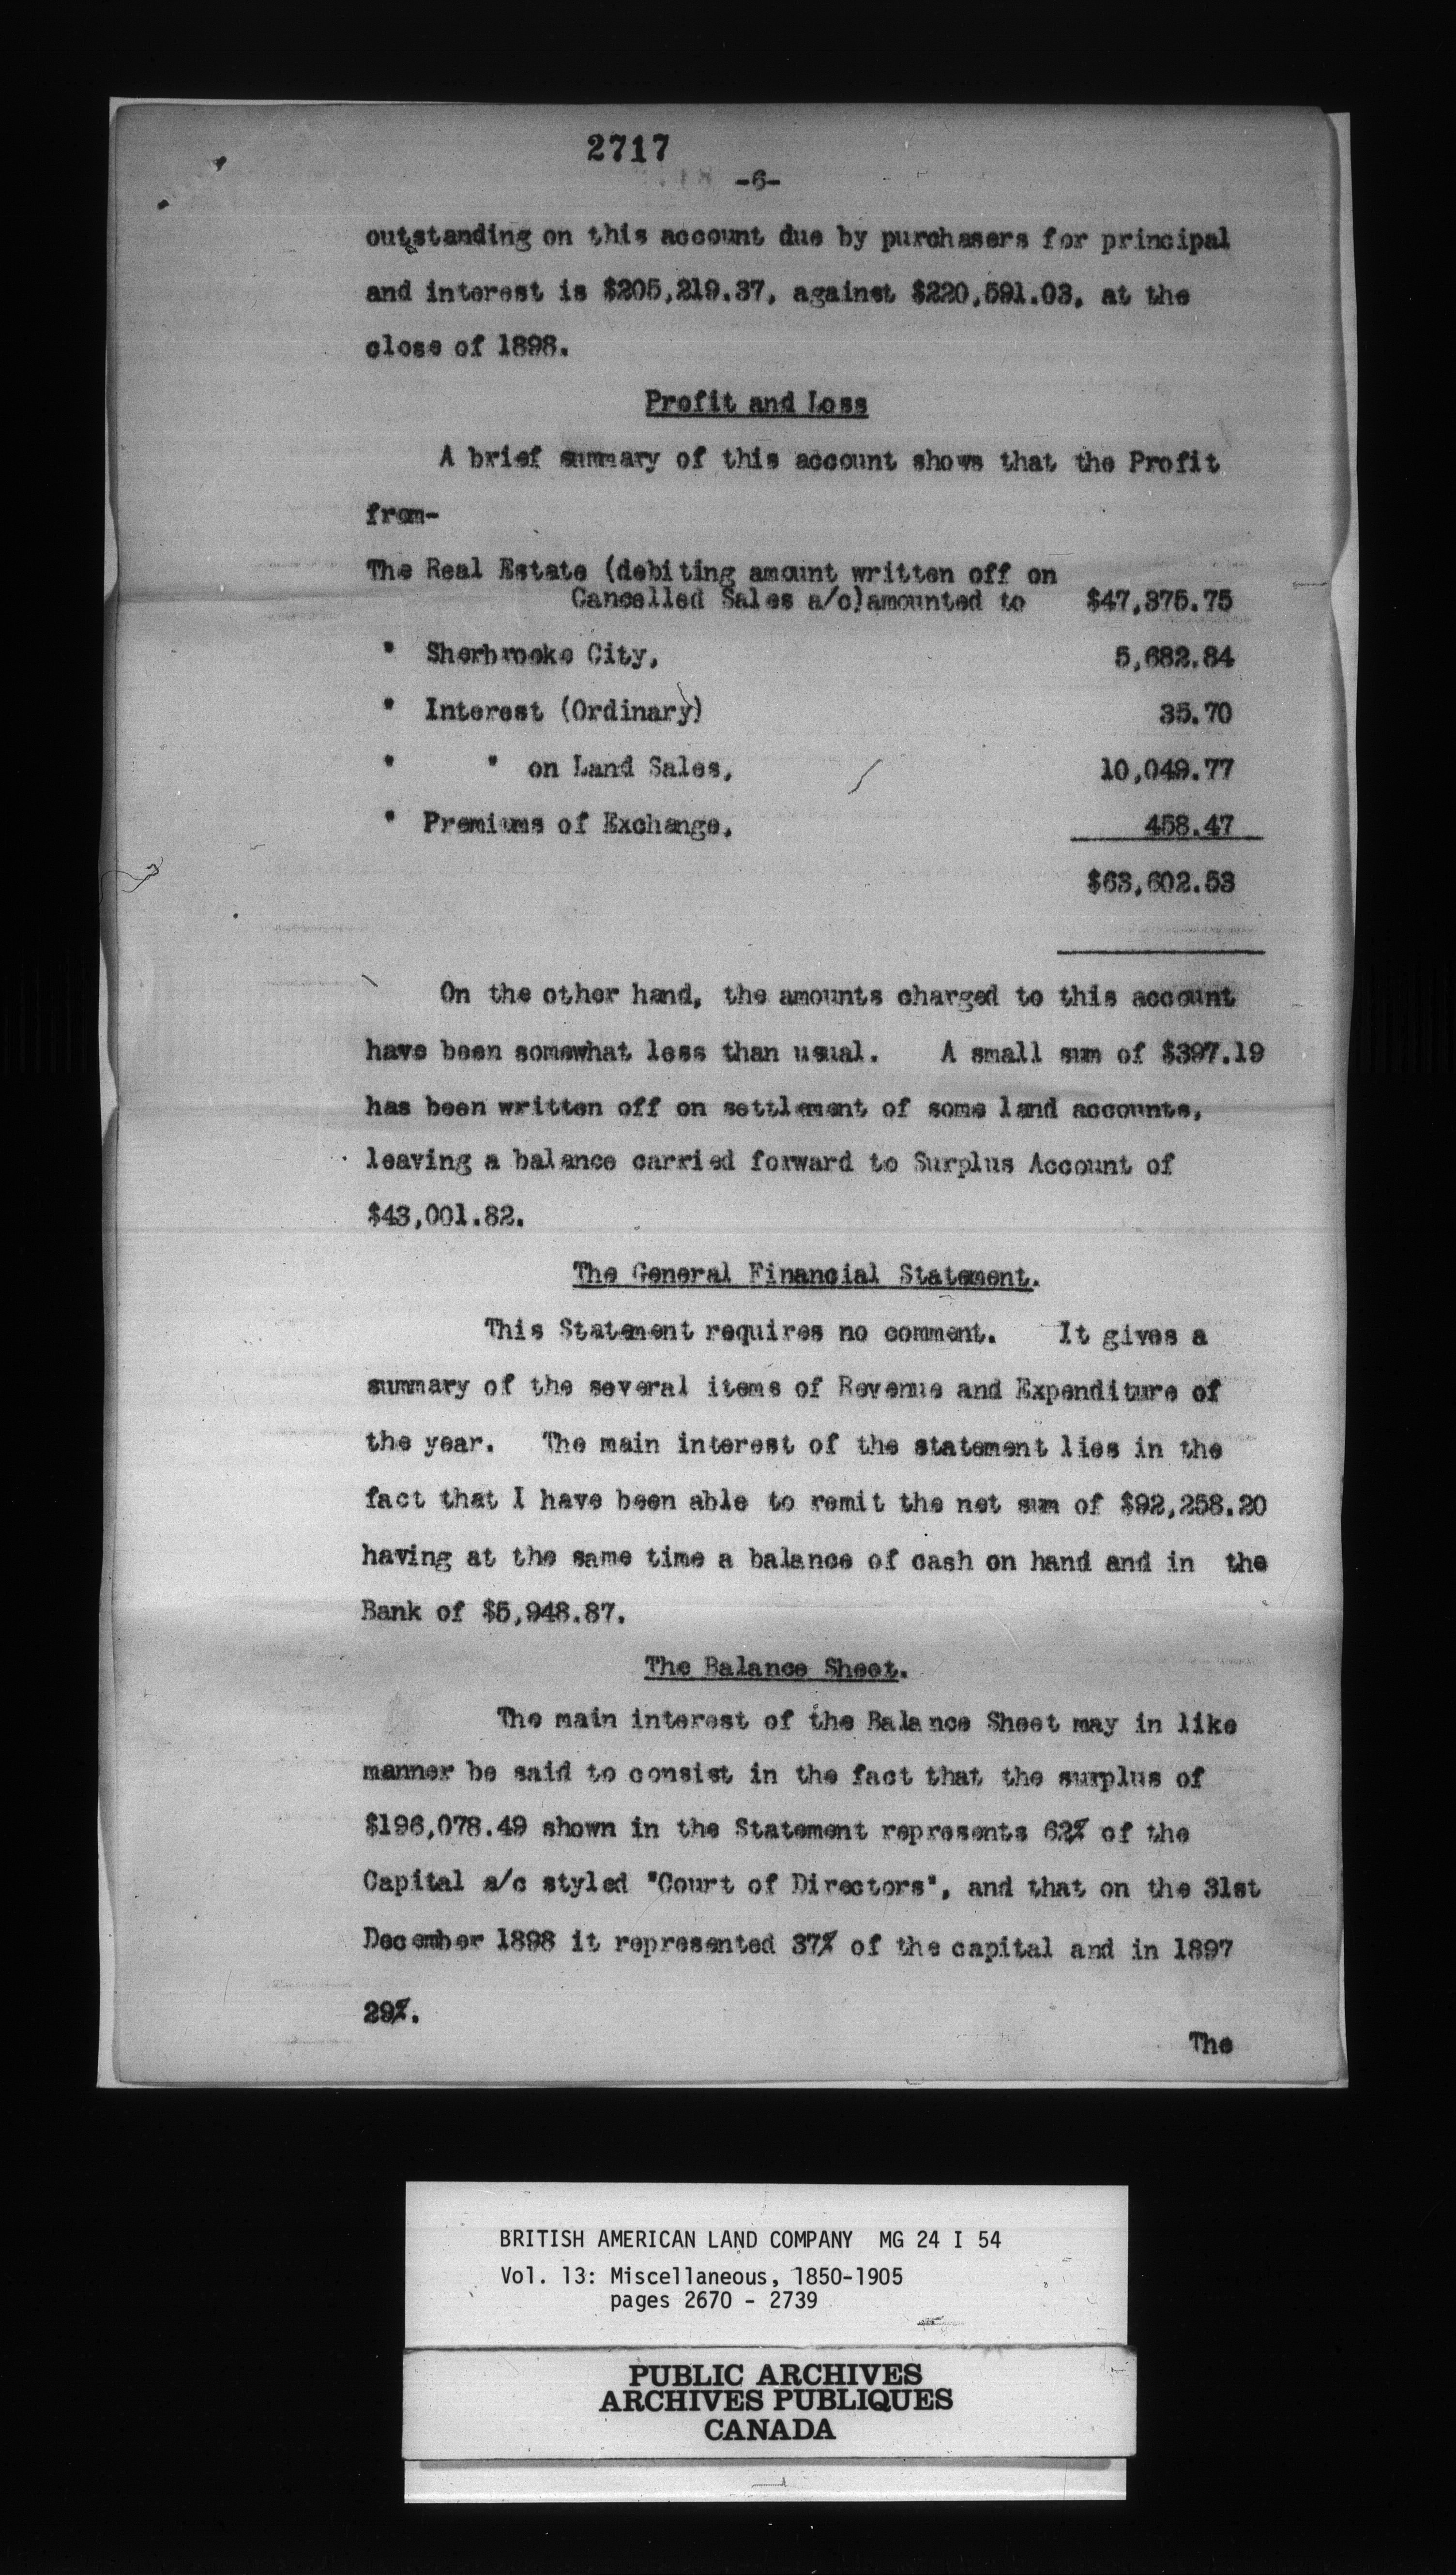 2717
-6-
outstanding on this account due by purchasers for principal
and interest is $205,219.37, against $220,591.03, at the
close of 1898.
Profit and Loss
A brief summary of this account shows that the Profit
from-
The Real Estate (debiting amount written off on
Cancelled Sales a/c)amounted to $47,375.75
" Sherbrooke City, 5,682.84
" Interest (Ordinary) 35.70
" " on Land Sales, 10,049.77
" Premiums of Exchange, 458.47
$63,602.53
On the other hand, the amounts charged to this account
have been somewhat less than usual. A small sum of $397.19
has been written off on settlement of some land accounts,
leaving a balance carried forward to Surplus Account of
$43,001.82.
The General Financial Statement.
This Statement requires no comment. It gives a
summary of the several items of Revenue and Expenditure of
the year. The main interest of the statement lies in the
fact that I have been able to remit the net sum of $92,258.20
having at the same time a balance of cash on hand and in the
Bank of $5,948.87.
The Balance Sheet.
The main interest of the Balance Sheet may in like
manner be said to consist in the fact that the surplus of
$196,078.49 shown in the Statement represents 62% of the
Capital a/c styled "Court of Directors", and that on the 31st
December 1898 it represented 37% of the capital and in 1897
29%.
The
BRITISH AMERICAN LAND COMPANY MG 24 I 54
Vol. 13: Miscellaneous, 1850-1905
pages 2670 - 2739
PUBLIC ARCHIVES
ARCHIVES PUBLIQUES
CANADA